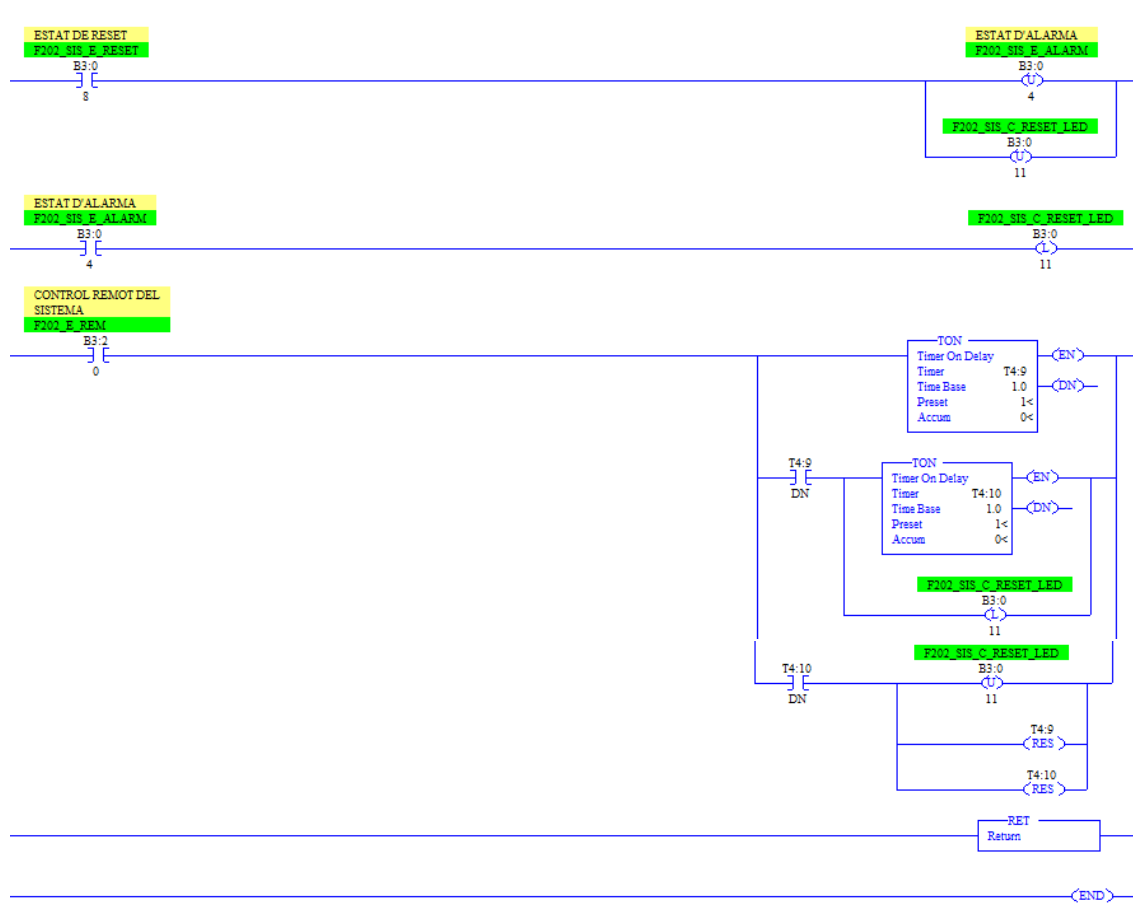 ESTAT DE RESET
F202_SIS_E_RESET
B3:0
8
ESTAT D'ALARMA
F202_SIS_E_ALARM
B3:0
U
4
F202_SIS_C_RESET_LED
B3:0
U
11
ESTAT D'ALARMA
F202_SIS_E_ALARM
B3:0
4
F202_SIS_C_RESET_LED
B3:0
L
11
CONTROL REMOT DEL
SISTEMA
F202_E_REM
B3:2
0
TON
Timer On Delay
Timer T4:9
Time Base 1.0
Preset 1<
Accum 0<
(EN)
(DN)
T4:9
DN
TON
Timer On Delay
Timer T4:10
Time Base 1.0
Preset 1<
Accum 0<
(EN)
(DN)
F202_SIS_C_RESET_LED
B3:0
L
11
T4:10
DN
F202_SIS_C_RESET_LED
B3:0
U
11
T4:9
(RES)
T4:10
(RES)
RET
Return
(END)